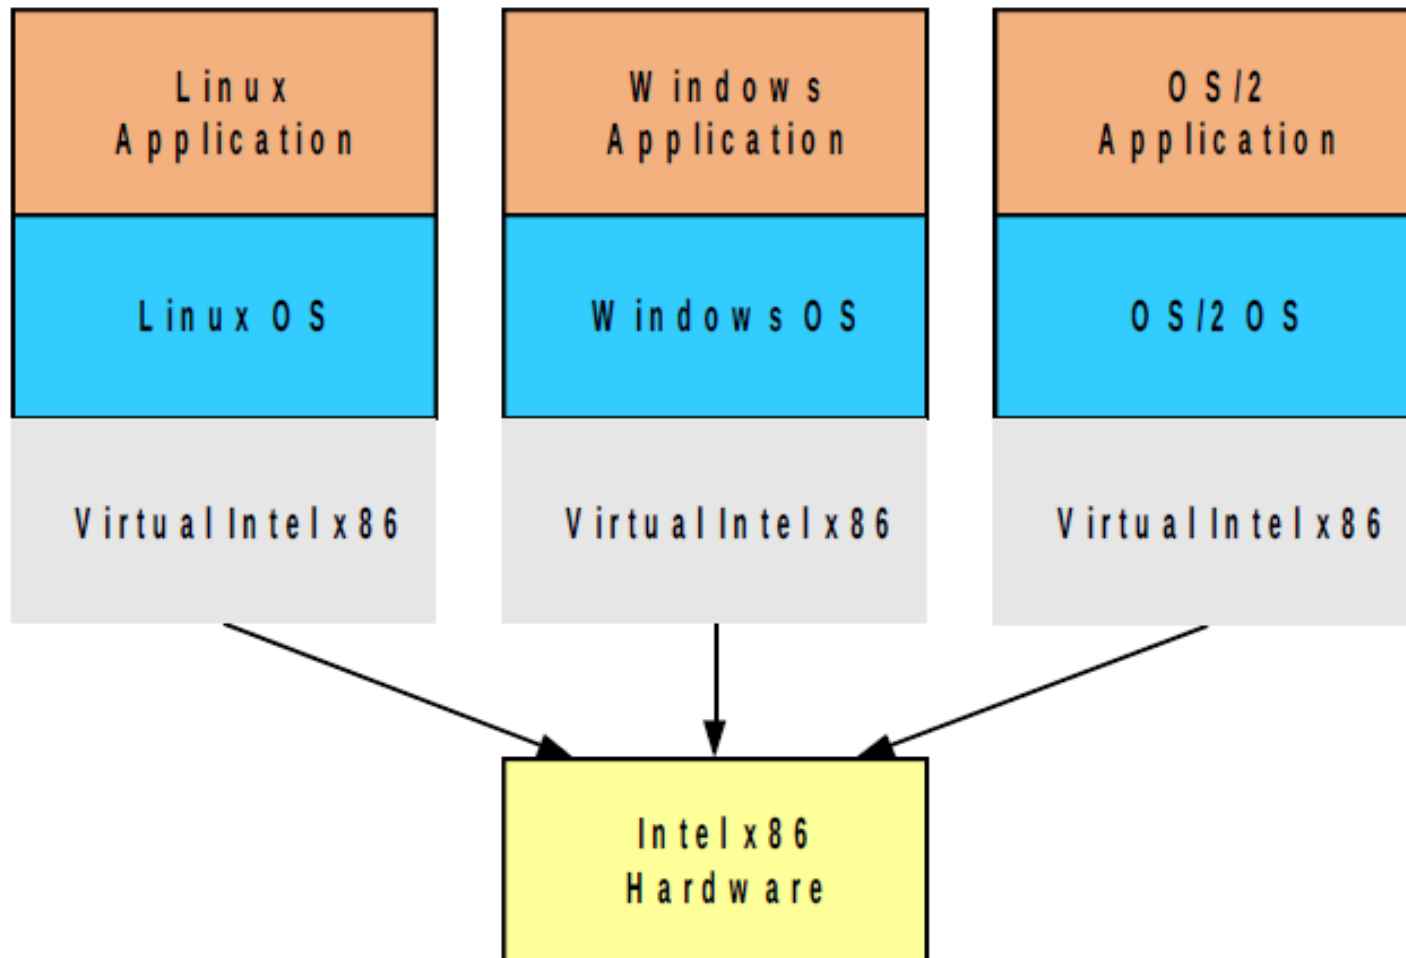 Linux
Application
Windows
Application
OS/2
Application
Linux OS
Windows OS
OS/2 OS
Virtual Intel x86
Virtual Intel x86
Virtual Intel x86
Intel x86
Hardware